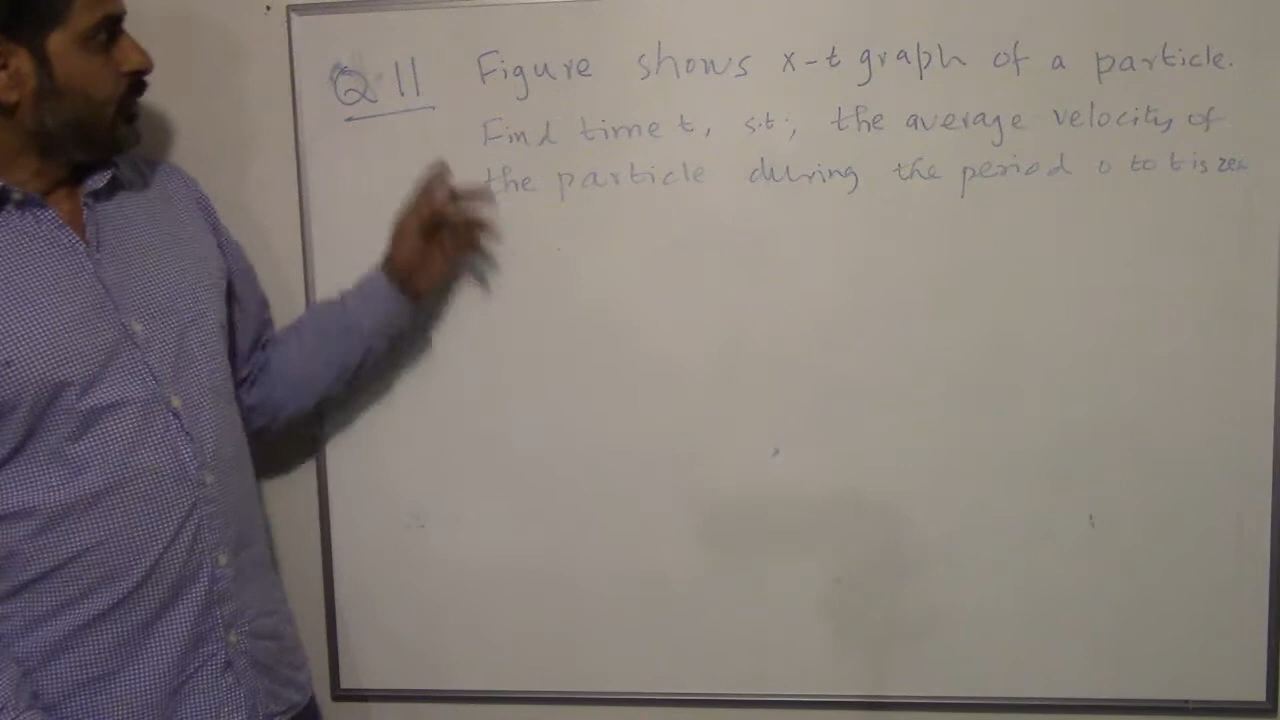 Q 11 Figure shows x-t graph of a particle.
Find time t, s.t; the average velocity of
the particle during the period 0 to t is zero